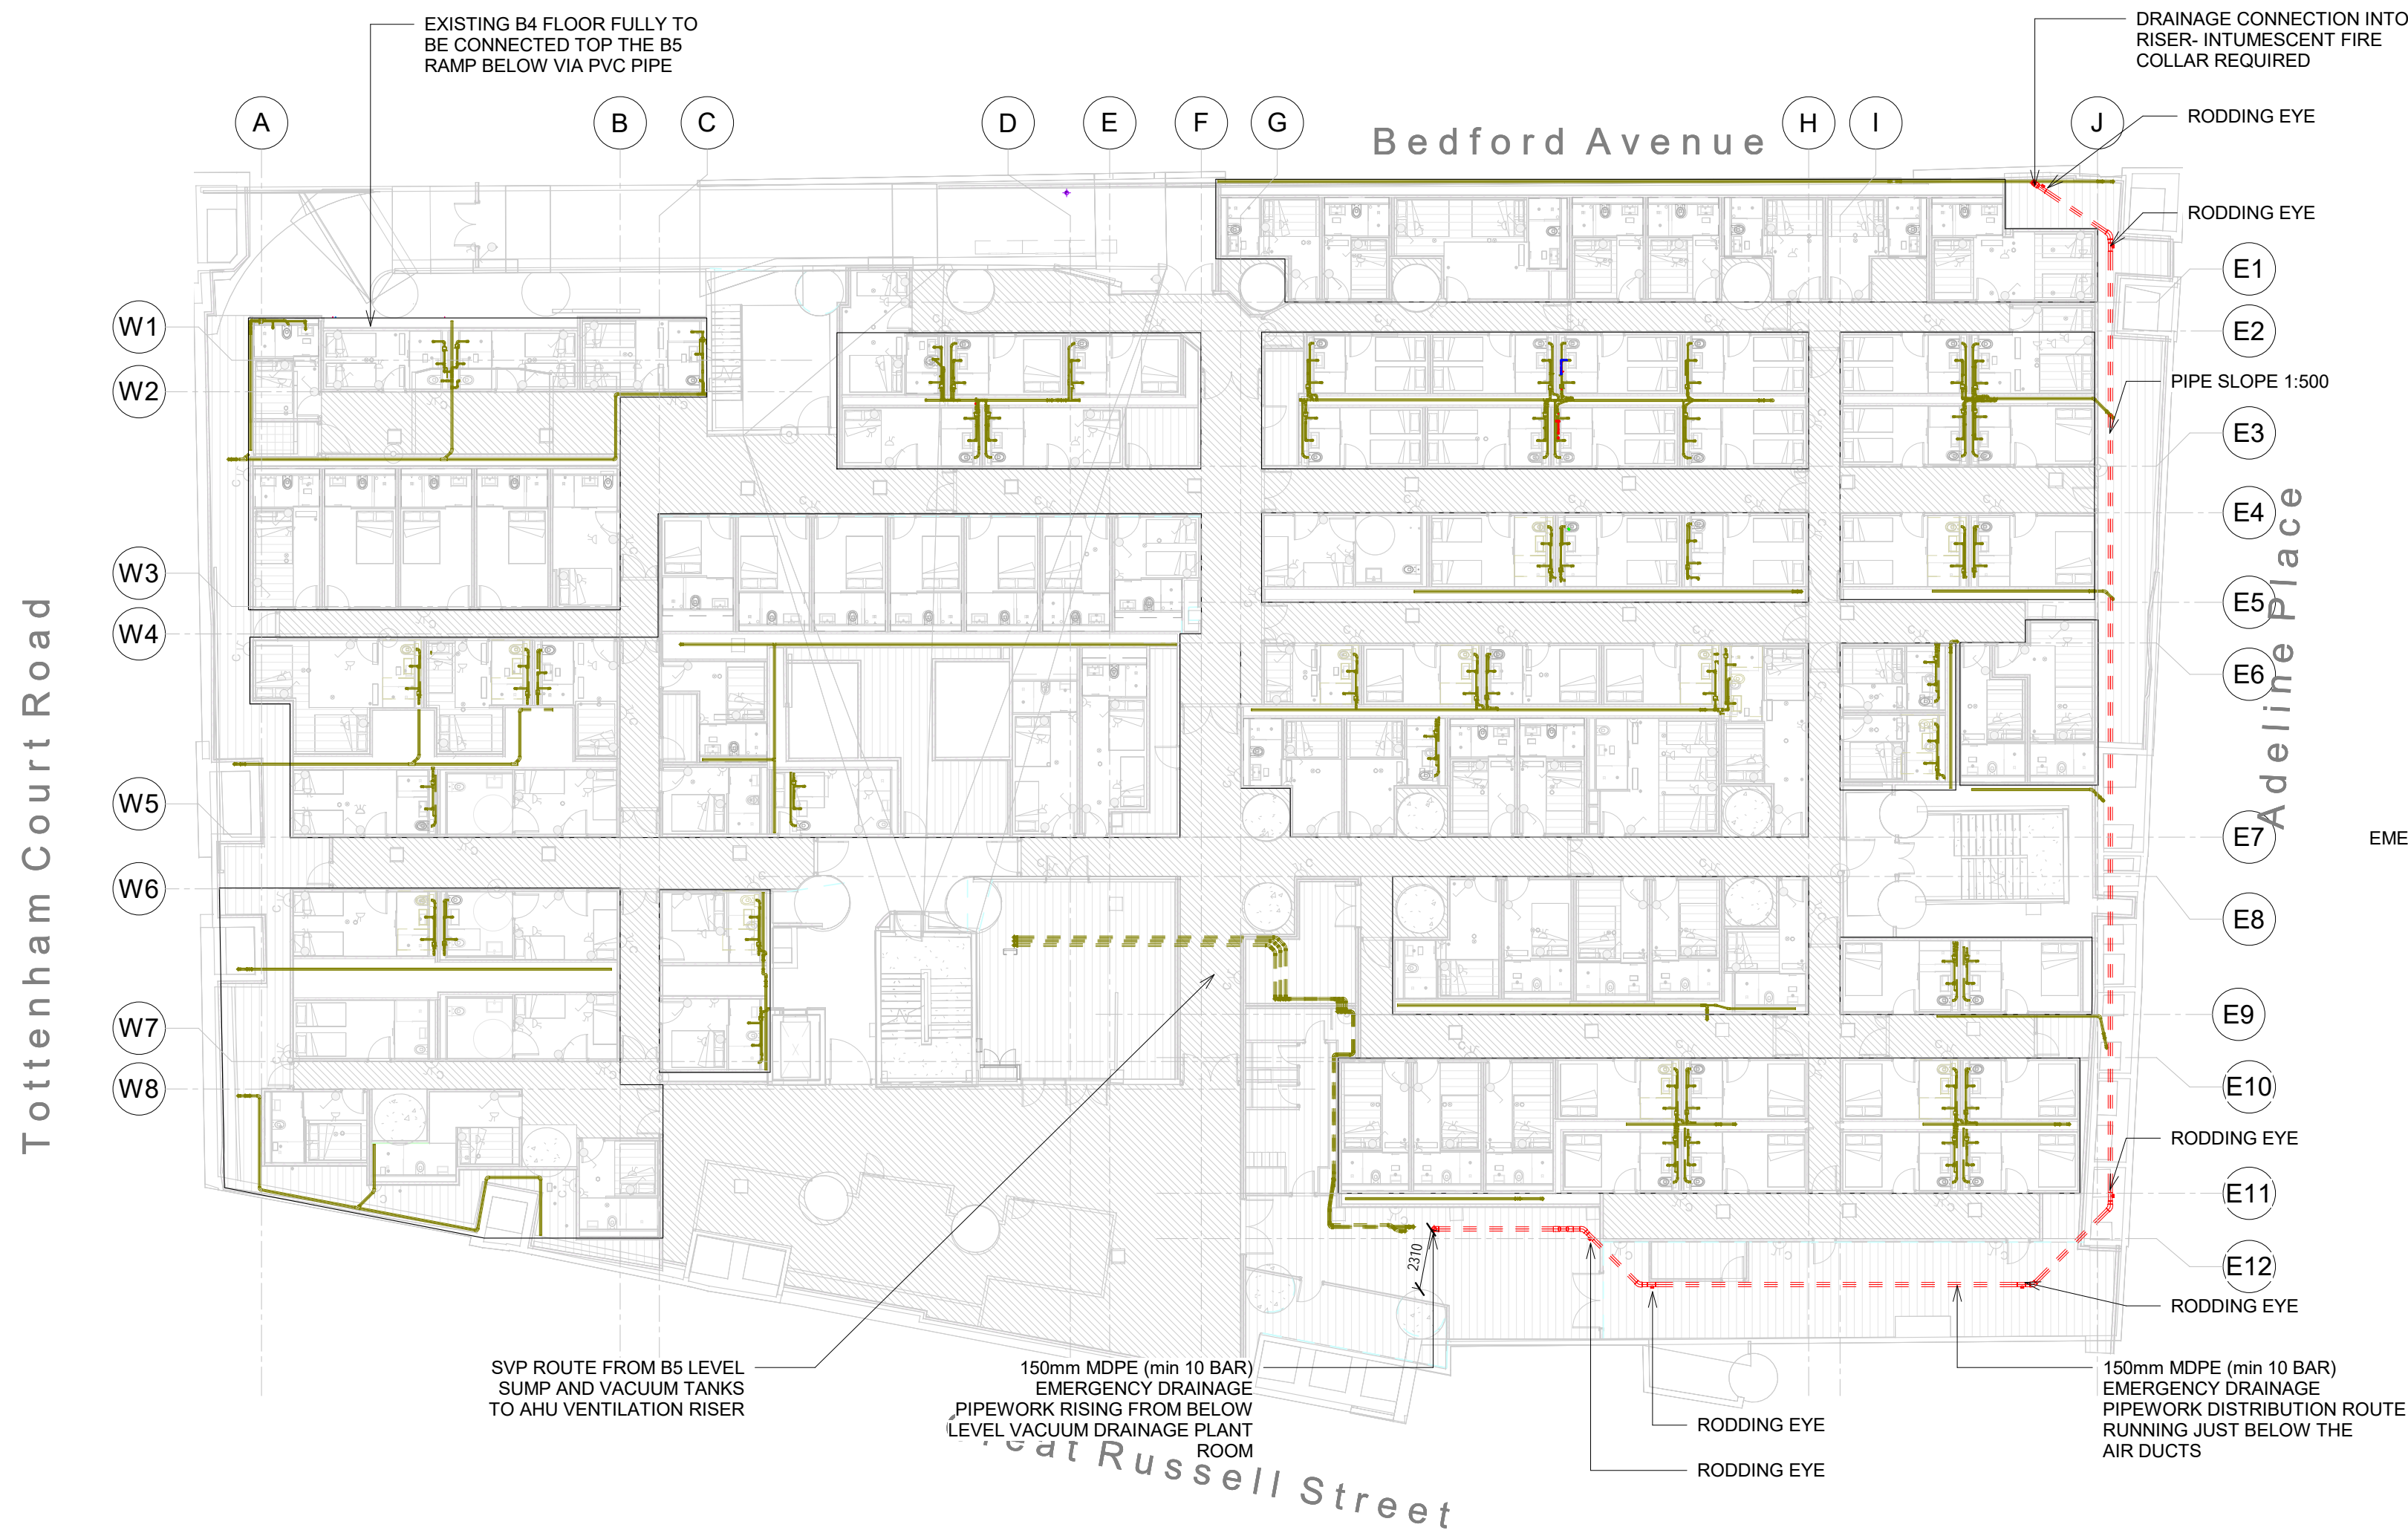 EXISTING B4 FLOOR FULLY TO
BE CONNECTED TOP THE B5
RAMP BELOW VIA PVC PIPE
DRAINAGE CONNECTION INTO
RISER- INTUMESCENT FIRE
COLLAR REQUIRED
RODDING EYE
A
B
C
D
E
F
G
H
I
J
Bedford Avenue
RODDING EYE
E1
W1
E2
W2
PIPE SLOPE 1:500
E3
E4
W3
E5
W4
E6
Adeline Place
Tottenham Court Road
W5
E7
EME
W6
E8
W7
E9
W8
E10
RODDING EYE
E11
2310
E12
RODDING EYE
SVP ROUTE FROM B5 LEVEL
SUMP AND VACUUM TANKS
TO AHU VENTILATION RISER
150mm MDPE (min 10 BAR)
EMERGENCY DRAINAGE
PIPEWORK RISING FROM BELOW
LEVEL VACUUM DRAINAGE PLANT
ROOM
150mm MDPE (min 10 BAR)
EMERGENCY DRAINAGE
PIPEWORK DISTRIBUTION ROUTE
RUNNING JUST BELOW THE
AIR DUCTS
RODDING EYE
RODDING EYE
Great Russell Street